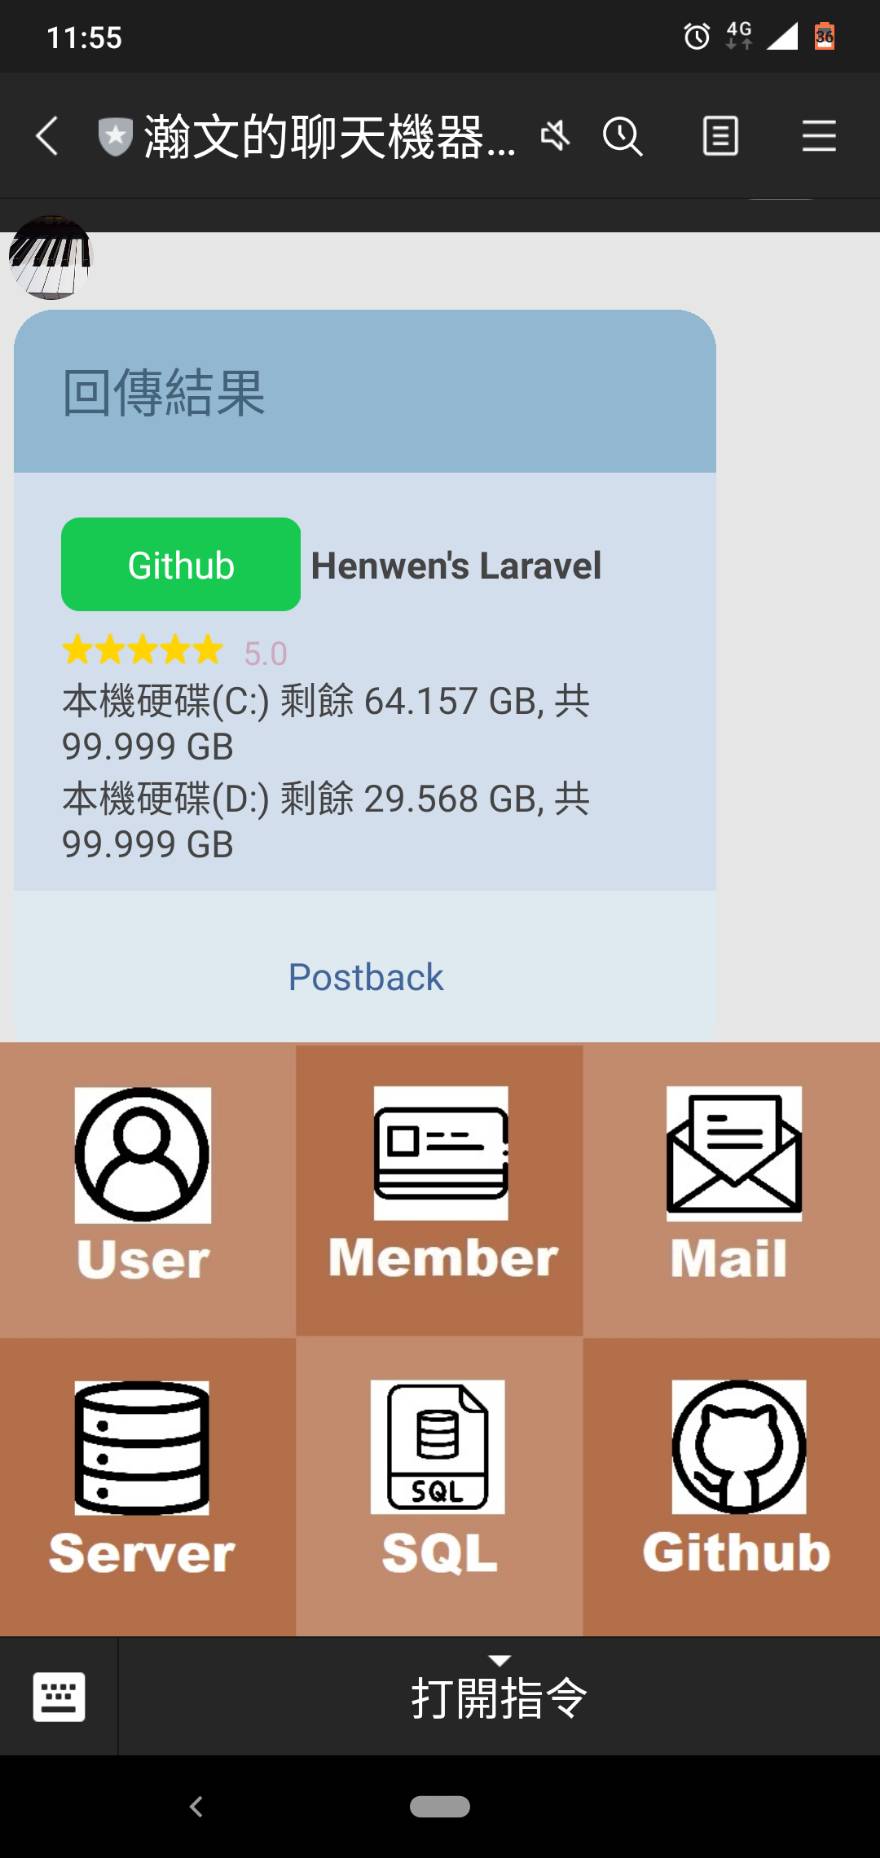 11:55
4G
36
瀚文的聊天機器...
回傳結果
Github Henwen's Laravel
5.0
本機硬碟(C:) 剩餘 64.157 GB, 共
99.999 GB
本機硬碟(D:) 剩餘 29.568 GB, 共
99.999 GB
Postback
User
Member
Mail
Server
SQL
SQL
Github
打開指令